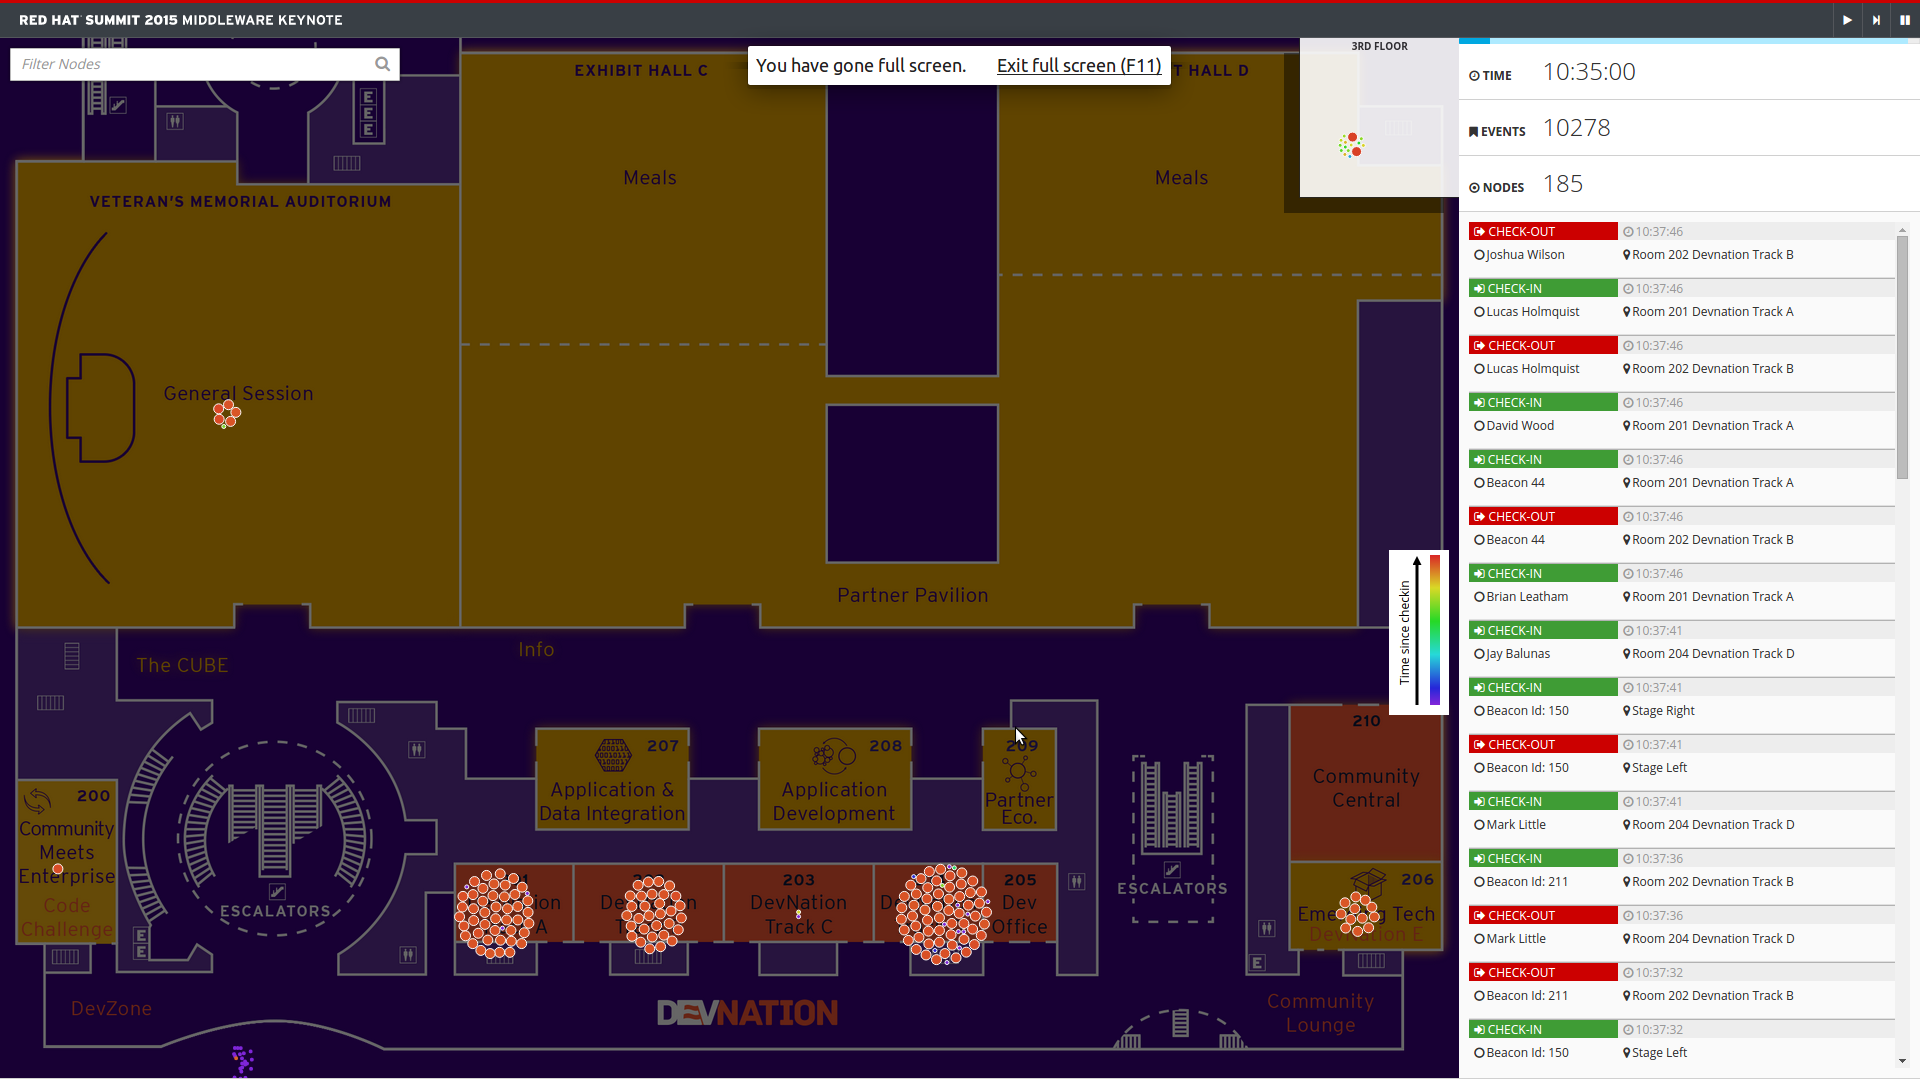 RED HAT SUMMIT 2015 MIDDLEWARE KEYNOTE
Filter Nodes
You have gone full screen. Exit full screen (F11)
EXHIBIT HALL C
T HALL D
3RD FLOOR
E
E
E
Meals
Meals
VETERAN'S MEMORIAL AUDITORIUM
General Session
Partner Pavilion
Info
The CUBE
Time since checkin
207
Application &
Data Integration
208
Application
Development
209
Partner
Eco.
210
Community
Central
200
Community
Meets
Enterprise
Code
Challenge
ESCALATORS
ESCALATORS
E
E
A
203
DevNation
Track C
205
Dev
Office
206
Tech
E
DevZone
DEVNATION
Community
Lounge
TIME 10:35:00
EVENTS 10278
NODES 185
CHECK-OUT 10:37:46
Joshua Wilson Room 202 Devnation Track B
CHECK-IN 10:37:46
Lucas Holmquist Room 201 Devnation Track A
CHECK-OUT 10:37:46
Lucas Holmquist Room 202 Devnation Track B
CHECK-IN 10:37:46
David Wood Room 201 Devnation Track A
CHECK-IN 10:37:46
Beacon 44 Room 201 Devnation Track A
CHECK-OUT 10:37:46
Beacon 44 Room 202 Devnation Track B
CHECK-IN 10:37:46
Brian Leatham Room 201 Devnation Track A
CHECK-IN 10:37:41
Jay Balunas Room 204 Devnation Track D
CHECK-IN 10:37:41
Beacon Id: 150 Stage Right
CHECK-OUT 10:37:41
Beacon Id: 150 Stage Left
CHECK-IN 10:37:41
Mark Little Room 204 Devnation Track D
CHECK-IN 10:37:36
Beacon Id: 211 Room 202 Devnation Track B
CHECK-OUT 10:37:36
Mark Little Room 204 Devnation Track D
CHECK-OUT 10:37:32
Beacon Id: 211 Room 202 Devnation Track B
CHECK-IN 10:37:32
Beacon Id: 150 Stage Left